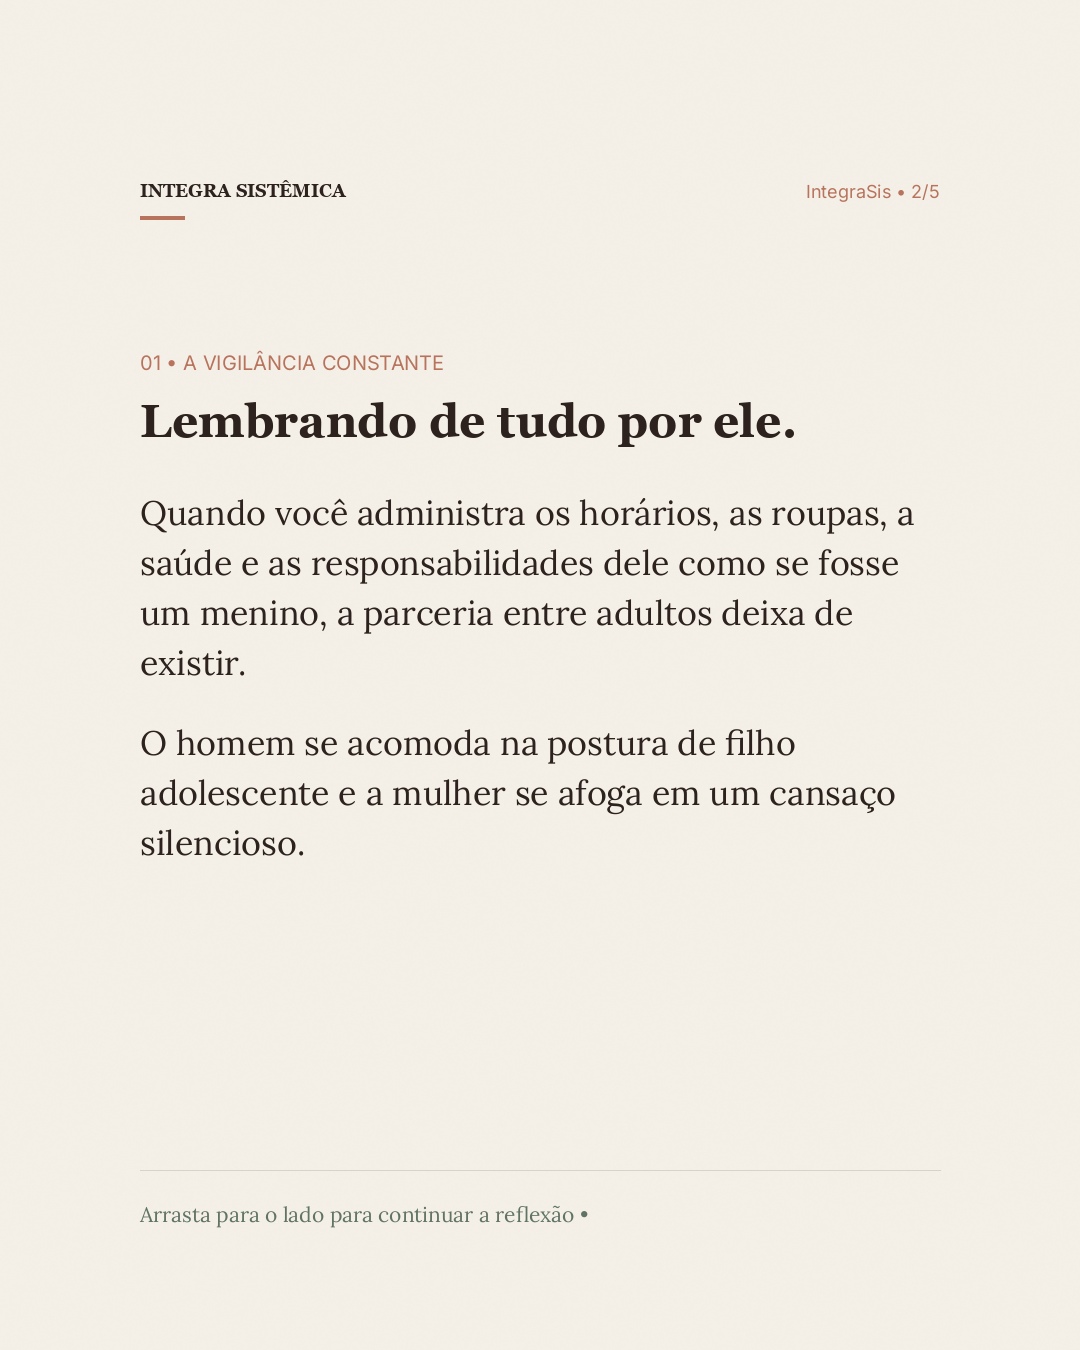 INTEGRA SISTÊMICA
IntegraSis • 2/5
01 • A VIGILÂNCIA CONSTANTE
Lembrando de tudo por ele.
Quando você administra os horários, as roupas, a
saúde e as responsabilidades dele como se fosse
um menino, a parceria entre adultos deixa de
existir.
O homem se acomoda na postura de filho
adolescente e a mulher se afoga em um cansaço
silencioso.
Arrasta para o lado para continuar a reflexão •